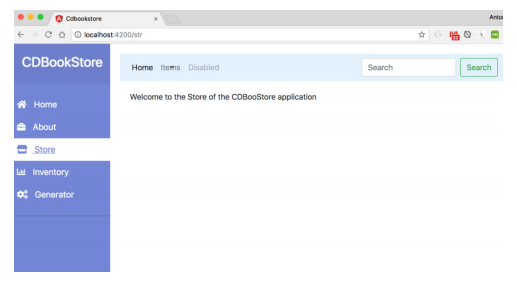 Cdbookstore
Anto
localhost:4200/str
CDBookStore
Home Items Disabled Search Search
Home
About
Store
Inventory
Generator
Welcome to the Store of the CDBooStore application